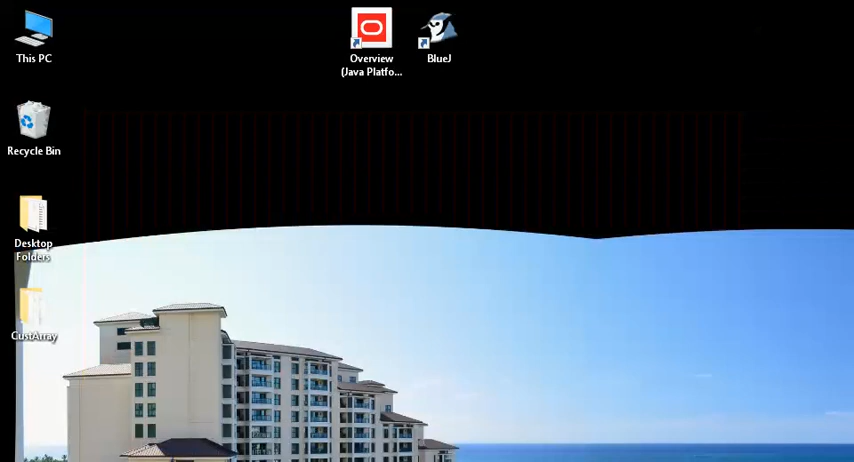 This PC
Overview
(Java Platfo...
BlueJ
Recycle Bin
Desktop
Folders
CustArray